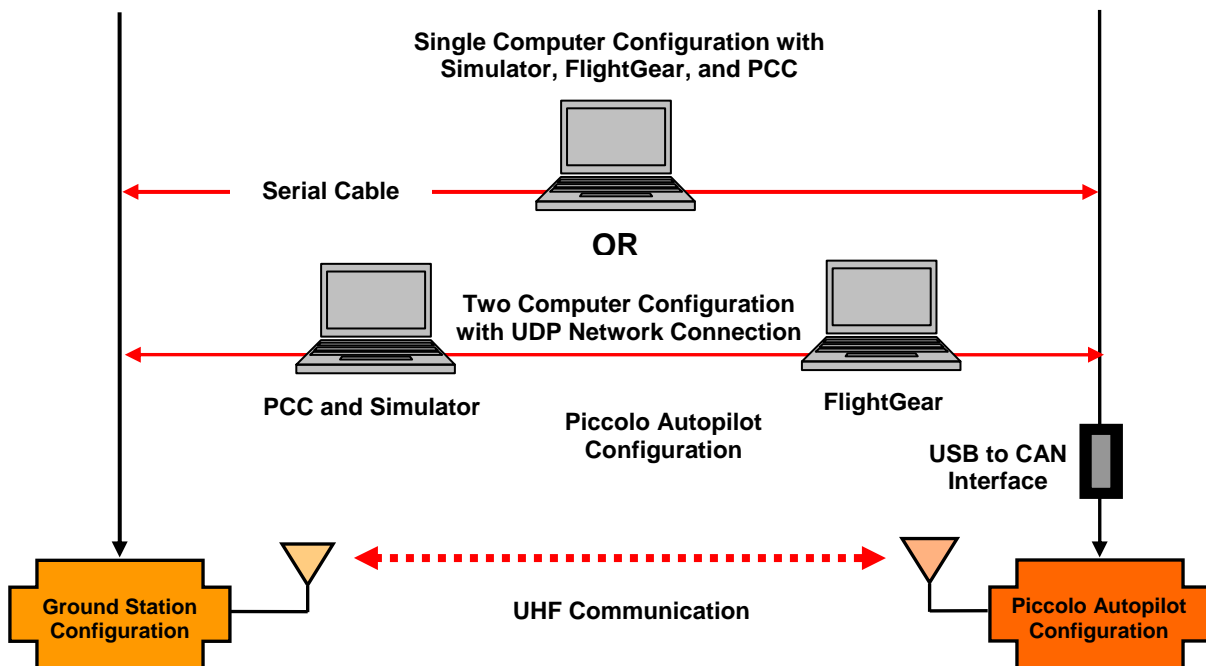 Single Computer Configuration with
Simulator, FlightGear, and PCC
Serial Cable
OR
Two Computer Configuration
with UDP Network Connection
PCC and Simulator
FlightGear
Piccolo Autopilot
Configuration
USB to CAN
Interface
Ground Station
Configuration
UHF Communication
Piccolo Autopilot
Configuration